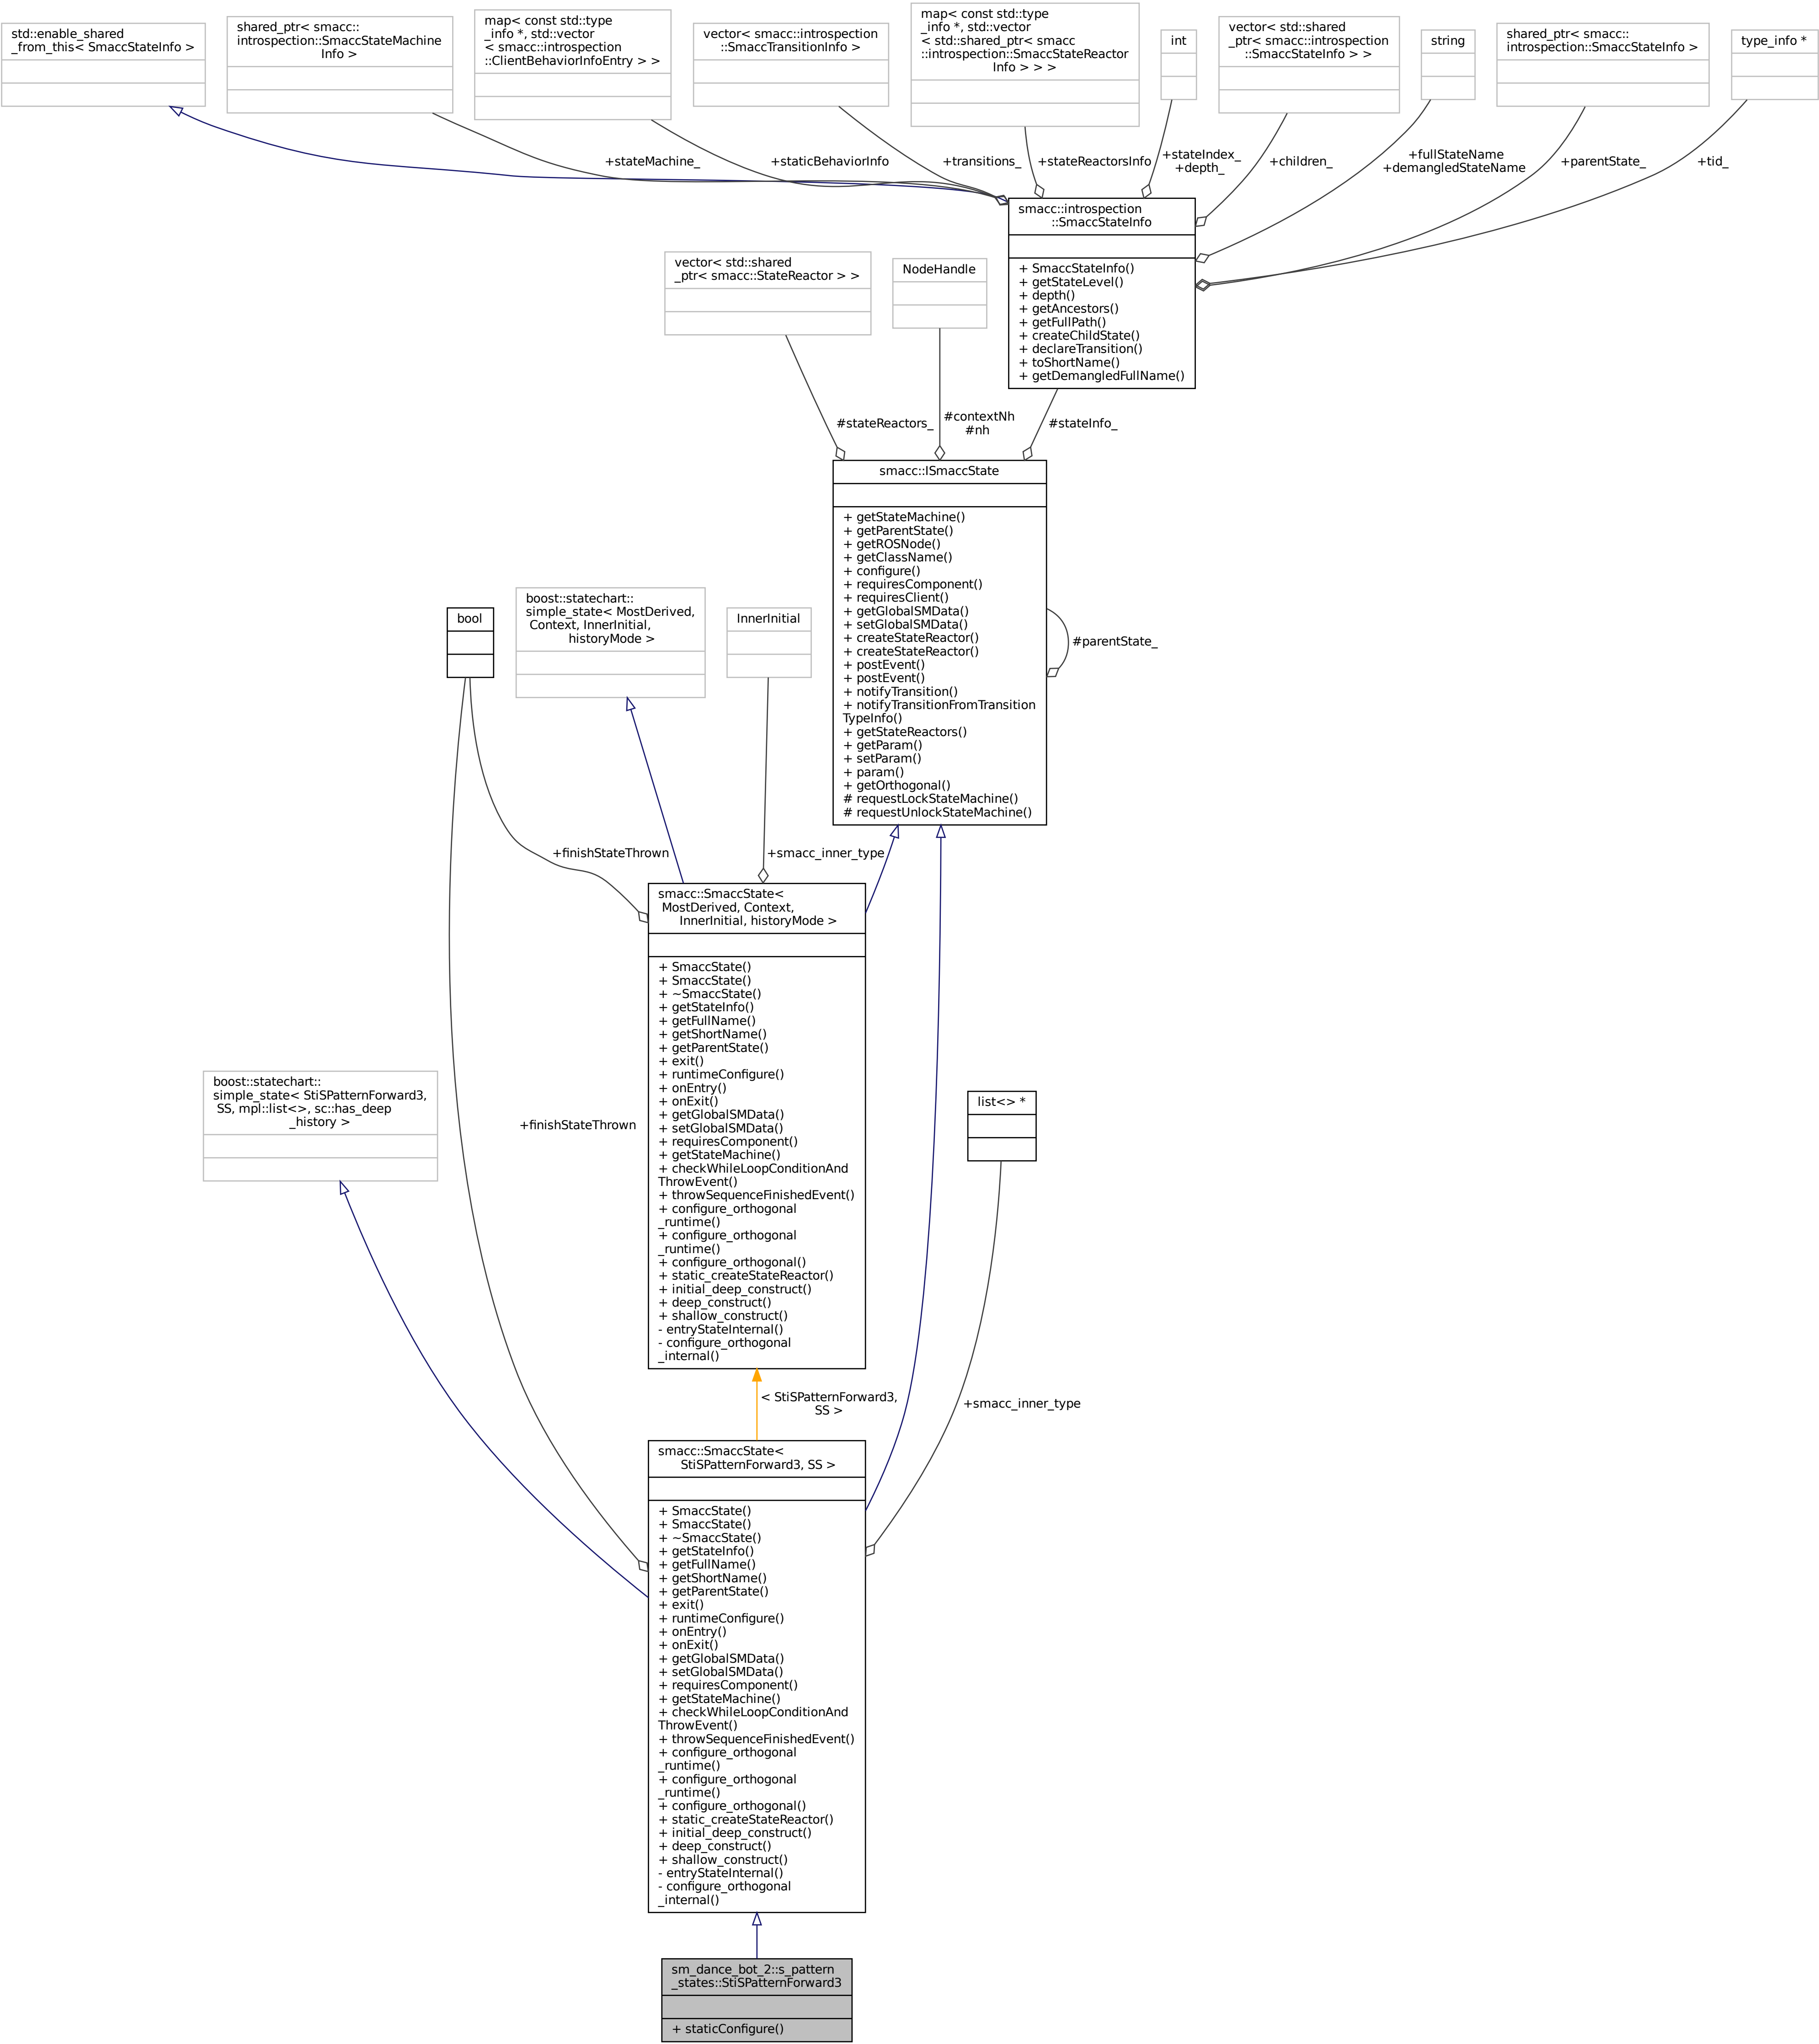 std::enable_shared
_from_this< SmaccStateInfo >
shared_ptr< smacc::
introspection::SmaccStateMachine
Info >
map< const std::type
_info *, std::vector
< smacc::introspection
::ClientBehaviorInfoEntry > >
vector< smacc::introspection
::SmaccTransitionInfo >
map< const std::type
_info *, std::vector
< std::shared_ptr< smacc
::introspection::SmaccStateReactor
Info > > >
int
vector< std::shared
_ptr< smacc::introspection
::SmaccStateInfo > >
string
shared_ptr< smacc::
introspection::SmaccStateInfo >
type_info *
+stateMachine_
+staticBehaviorInfo
+transitions_
+stateReactorsInfo
+stateIndex_
+depth_
+children_
+fullStateName
+demangledStateName
+parentState_
+tid_
smacc::introspection
::SmaccStateInfo
+ SmaccStateInfo()
+ getStateLevel()
+ depth()
+ getAncestors()
+ getFullPath()
+ createChildState()
+ declareTransition()
+ toShortName()
+ getDemangledFullName()
vector< std::shared
_ptr< smacc::StateReactor > >
NodeHandle
#stateReactors_
#contextNh
#nh
#stateInfo_
smacc::ISmaccState
+ getStateMachine()
+ getParentState()
+ getROSNode()
+ getClassName()
+ configure()
+ requiresComponent()
+ requiresClient()
+ getGlobalSMData()
+ setGlobalSMData()
+ createStateReactor()
+ createStateReactor()
+ postEvent()
+ postEvent()
+ notifyTransition()
+ notifyTransitionFromTransition
TypeInfo()
+ getStateReactors()
+ getParam()
+ setParam()
+ param()
+ getOrthogonal()
# requestLockStateMachine()
# requestUnlockStateMachine()
#parentState_
bool
boost::statechart::
simple_state< MostDerived,
Context, InnerInitial,
historyMode >
InnerInitial
+finishStateThrown
+smacc_inner_type
smacc::SmaccState<
MostDerived, Context,
InnerInitial, historyMode >
+ SmaccState()
+ SmaccState()
+ ~SmaccState()
+ getStateInfo()
+ getFullName()
+ getShortName()
+ getParentState()
+ exit()
+ runtimeConfigure()
+ onEntry()
+ onExit()
+ getGlobalSMData()
+ setGlobalSMData()
+ requiresComponent()
+ getStateMachine()
+ checkWhileLoopConditionAnd
ThrowEvent()
+ throwSequenceFinishedEvent()
+ configure_orthogonal
_runtime()
+ configure_orthogonal
_runtime()
+ configure_orthogonal()
+ static_createStateReactor()
+ initial_deep_construct()
+ deep_construct()
+ shallow_construct()
- entryStateInternal()
- configure_orthogonal
_internal()
boost::statechart::
simple_state< StiSPatternForward3,
SS, mpl::list<>, sc::has_deep
_history >
+finishStateThrown
list<> *
< StiSPatternForward3,
SS >
+smacc_inner_type
smacc::SmaccState<
StiSPatternForward3, SS >
+ SmaccState()
+ SmaccState()
+ ~SmaccState()
+ getStateInfo()
+ getFullName()
+ getShortName()
+ getParentState()
+ exit()
+ runtimeConfigure()
+ onEntry()
+ onExit()
+ getGlobalSMData()
+ setGlobalSMData()
+ requiresComponent()
+ getStateMachine()
+ checkWhileLoopConditionAnd
ThrowEvent()
+ throwSequenceFinishedEvent()
+ configure_orthogonal
_runtime()
+ configure_orthogonal
_runtime()
+ configure_orthogonal()
+ static_createStateReactor()
+ initial_deep_construct()
+ deep_construct()
+ shallow_construct()
- entryStateInternal()
- configure_orthogonal
_internal()
sm_dance_bot_2::s_pattern
_states::StiSPatternForward3
+ staticConfigure()